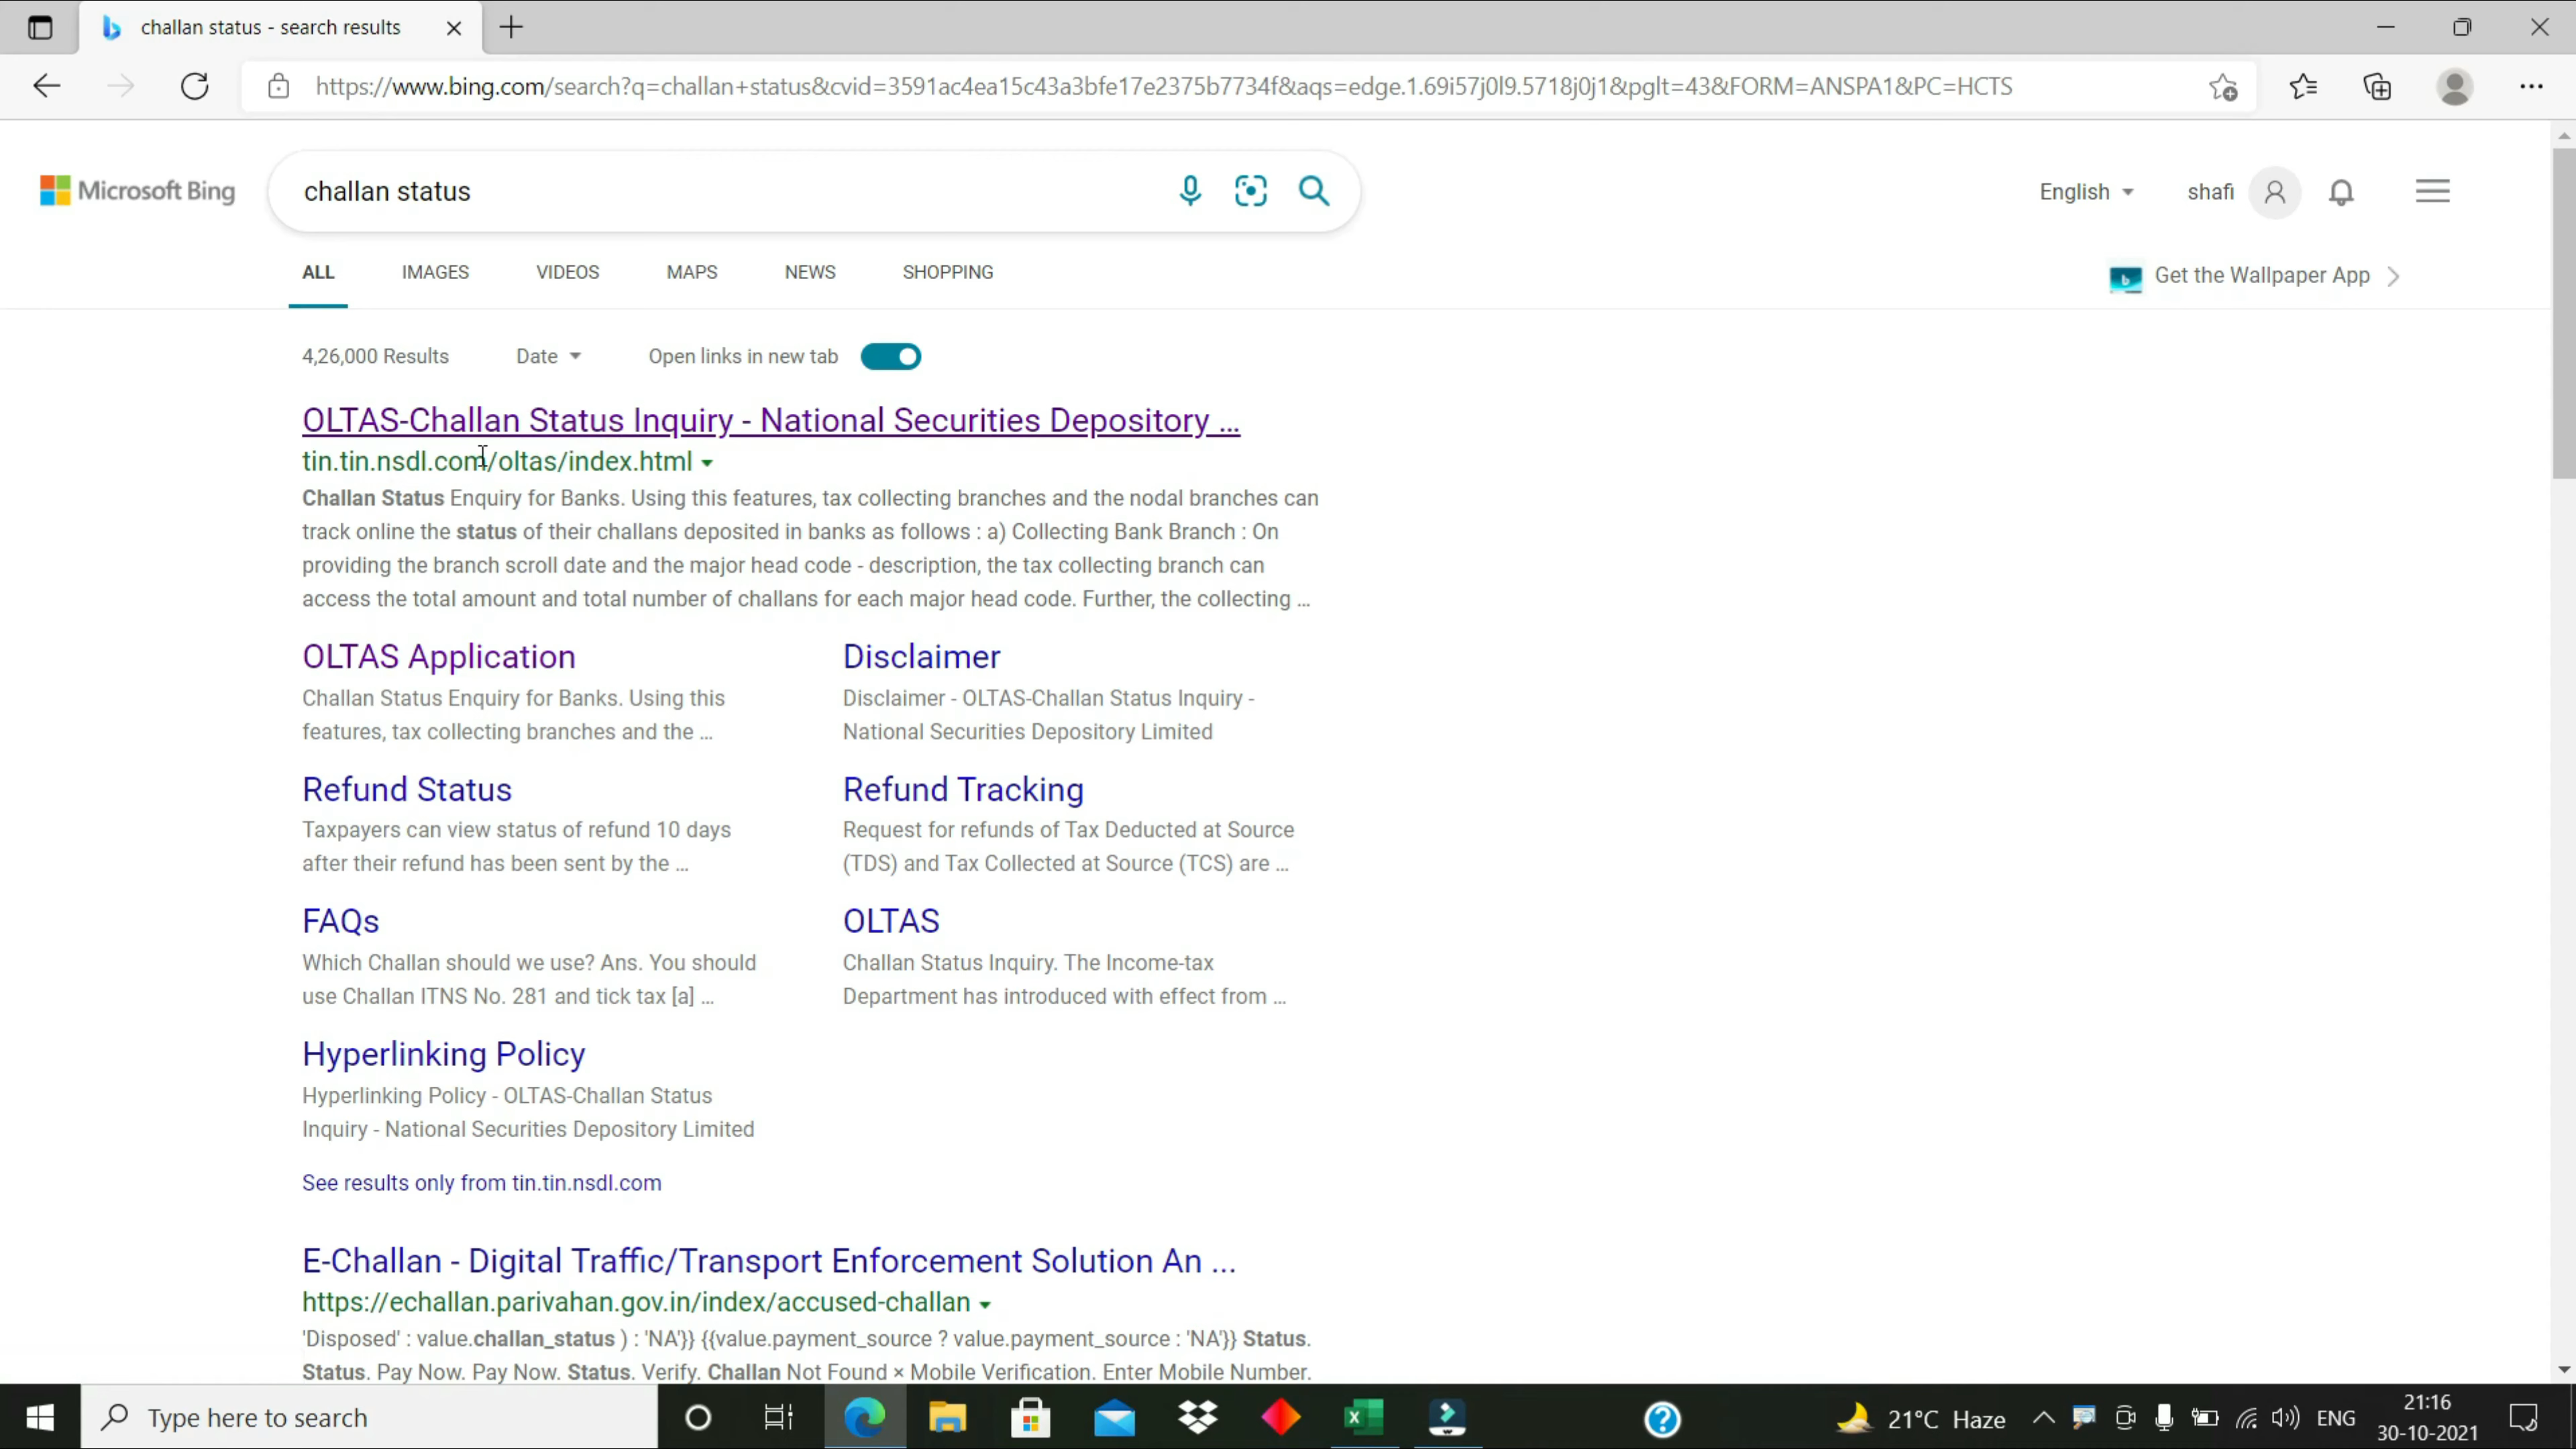 challan status - search results
https://www.bing.com/search?q=challan+status&cvid=3591ac4ea15c43a3bfe17e2375b7734f&aqs=edge.1.69i57j0l9.5718j0j1&pglt=43&FORM=ANSPA1&PC=HCTS
Microsoft Bing
challan status
English
shafi
ALL IMAGES VIDEOS MAPS NEWS SHOPPING
Get the Wallpaper App
4,26,000 Results Date Open links in new tab
OLTAS-Challan Status Inquiry - National Securities Depository ...
tin.tin.nsdl.com/oltas/index.html
Challan Status Enquiry for Banks. Using this features, tax collecting branches and the nodal branches can
track online the status of their challans deposited in banks as follows : a) Collecting Bank Branch : On
providing the branch scroll date and the major head code - description, the tax collecting branch can
access the total amount and total number of challans for each major head code. Further, the collecting ...
OLTAS Application
Challan Status Enquiry for Banks. Using this
features, tax collecting branches and the ...
Disclaimer
Disclaimer - OLTAS-Challan Status Inquiry -
National Securities Depository Limited
Refund Status
Taxpayers can view status of refund 10 days
after their refund has been sent by the ...
Refund Tracking
Request for refunds of Tax Deducted at Source
(TDS) and Tax Collected at Source (TCS) are ...
FAQs
Which Challan should we use? Ans. You should
use Challan ITNS No. 281 and tick tax [a] ...
OLTAS
Challan Status Inquiry. The Income-tax
Department has introduced with effect from ...
Hyperlinking Policy
Hyperlinking Policy - OLTAS-Challan Status
Inquiry - National Securities Depository Limited
See results only from tin.tin.nsdl.com
E-Challan - Digital Traffic/Transport Enforcement Solution An ...
https://echallan.parivahan.gov.in/index/accused-challan
'Disposed' : value.challan_status ) : 'NA'}} {{value.payment_source ? value.payment_source : 'NA'}} Status.
Status. Pay Now. Pay Now. Status. Verify. Challan Not Found × Mobile Verification. Enter Mobile Number.
Type here to search
21°C Haze
ENG
21:16
30-10-2021